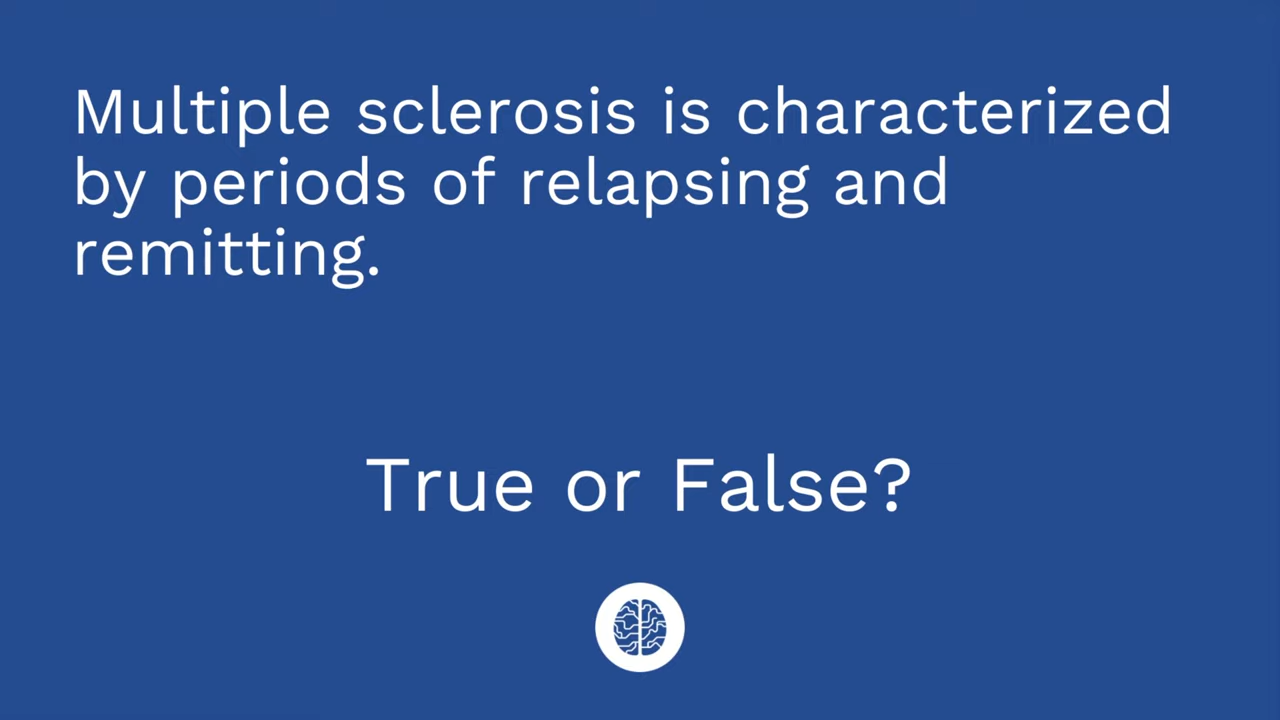 Multiple sclerosis is characterized
by periods of relapsing and
remitting.
True or False?